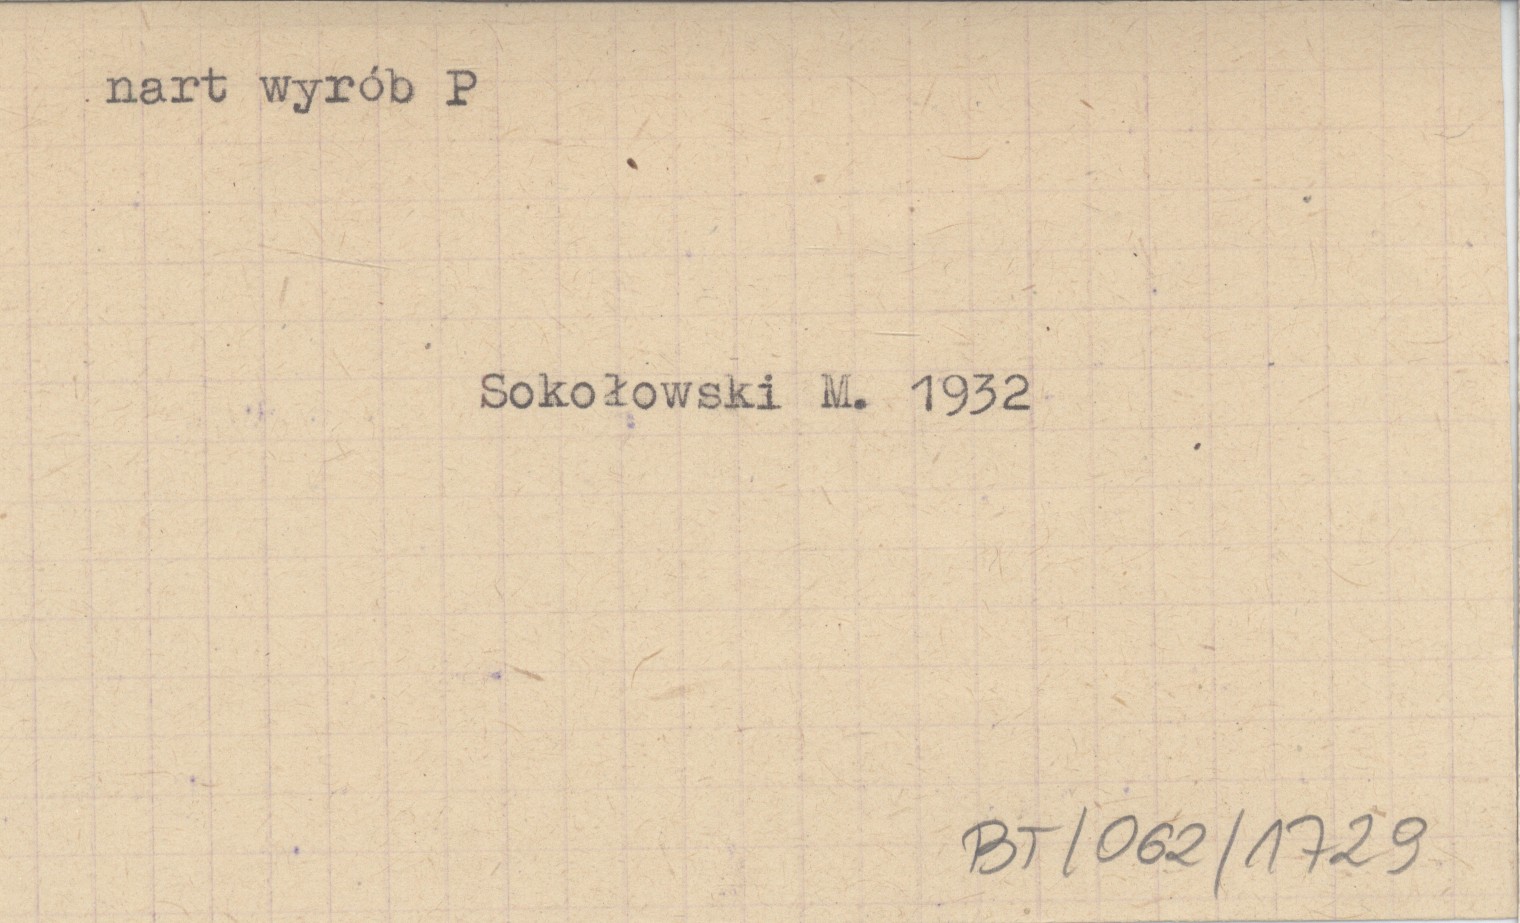 nart wyrób P
Sokołowski M. 1932
BT/062/1729